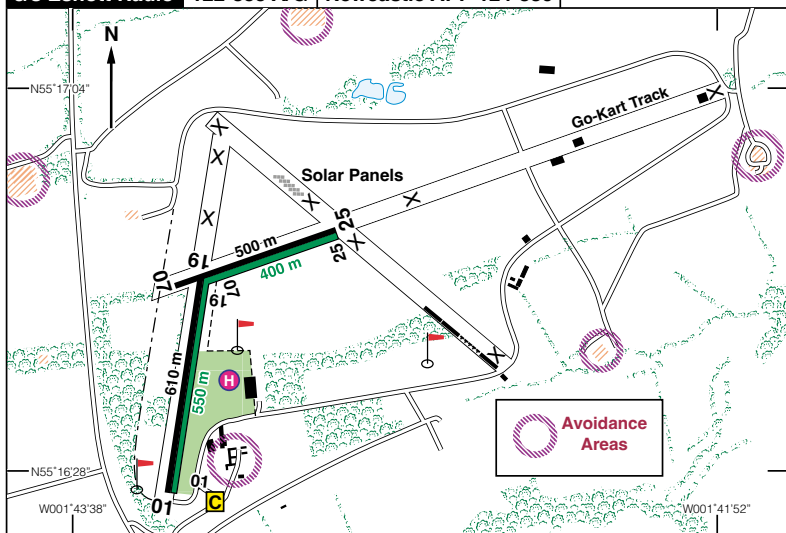 N
N55°17'04"
Go-Kart Track
Solar Panels
25
500 m
25
400 m
19
07
07
19
610 m
550 m
H
Avoidance
Areas
N55°16'28"
01
01
C
W001°43'38"
W001°41'52"